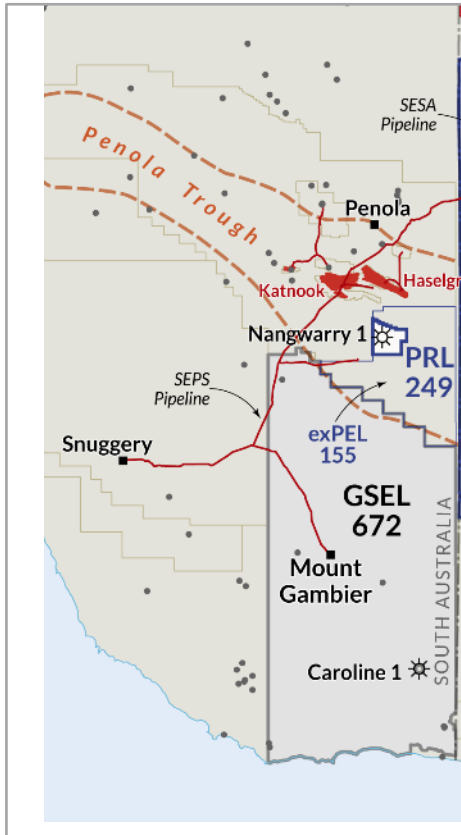 SESA
Pipeline
Penola Trough
Penola
Katnook
Haselgr
Nangwarry 1
PRL
249
SEPS
Pipeline
exPEL
155
Snuggery
GSEL
672
Mount
Gambier
SOUTH AUSTRALIA
Caroline 1